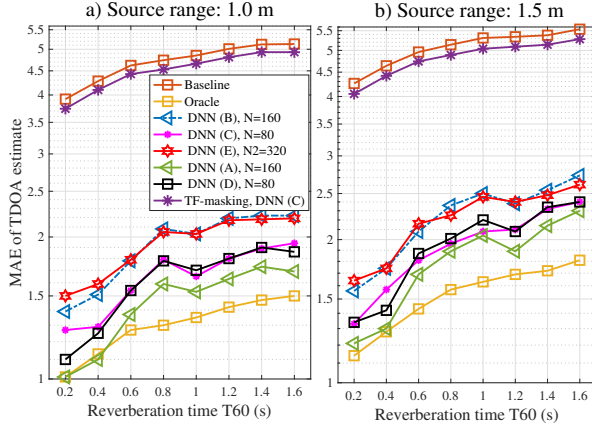 a) Source range: 1.0 m
b) Source range: 1.5 m
MAE of TDOA estimate
5.5
5
4.5
4
3.5
3
2.5
2
1.5
1
Baseline
Oracle
DNN (B), N=160
DNN (C), N=80
DNN (E), N2=320
DNN (A), N=160
DNN (D), N=80
TF-masking, DNN (C)
0.2 0.4 0.6 0.8 1 1.2 1.4 1.6
Reverberation time T60 (s)
5.5
5
4.5
4
3.5
3
2.5
2
1.5
1
0.2 0.4 0.6 0.8 1 1.2 1.4 1.6
Reverberation time T60 (s)